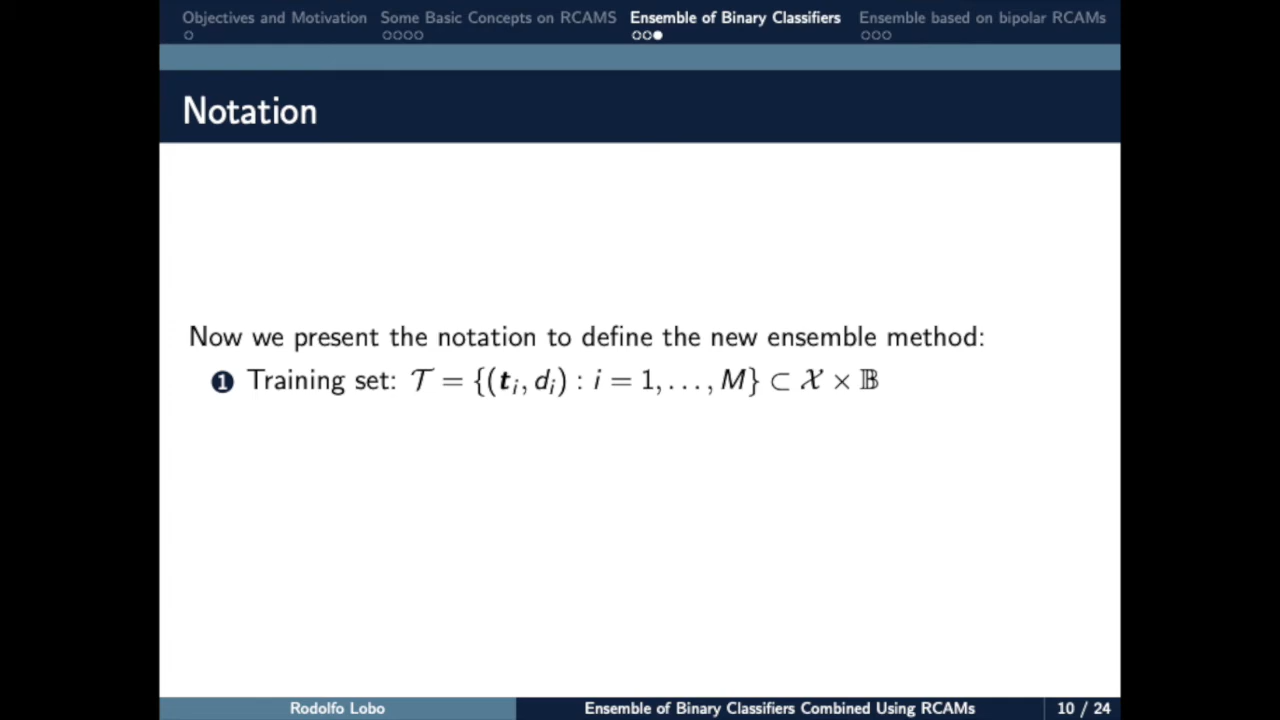 Objectives and Motivation Some Basic Concepts on RCAMS Ensemble of Binary Classifiers Ensemble based on bipolar RCAMs
Notation
Now we present the notation to define the new ensemble method:
1 Training set: 𝒯 = {(𝒕ᵢ, dᵢ) : i = 1, . . . , M} ⊂ 𝒳 × 𝔹
Rodolfo Lobo Ensemble of Binary Classifiers Combined Using RCAMs 10 / 24